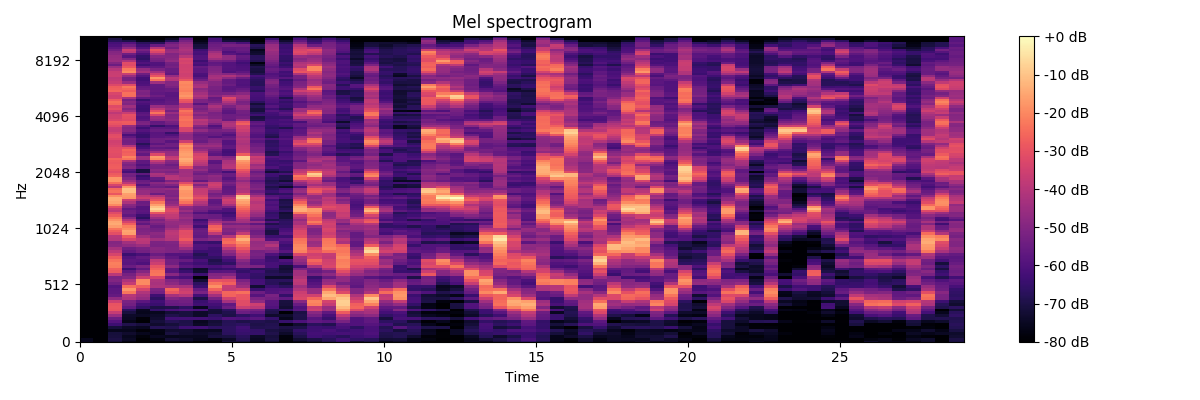 Mel spectrogram
Hz
8192
4096
2048
1024
512
0
0 5 10 15 20 25
Time
+0 dB
-10 dB
-20 dB
-30 dB
-40 dB
-50 dB
-60 dB
-70 dB
-80 dB